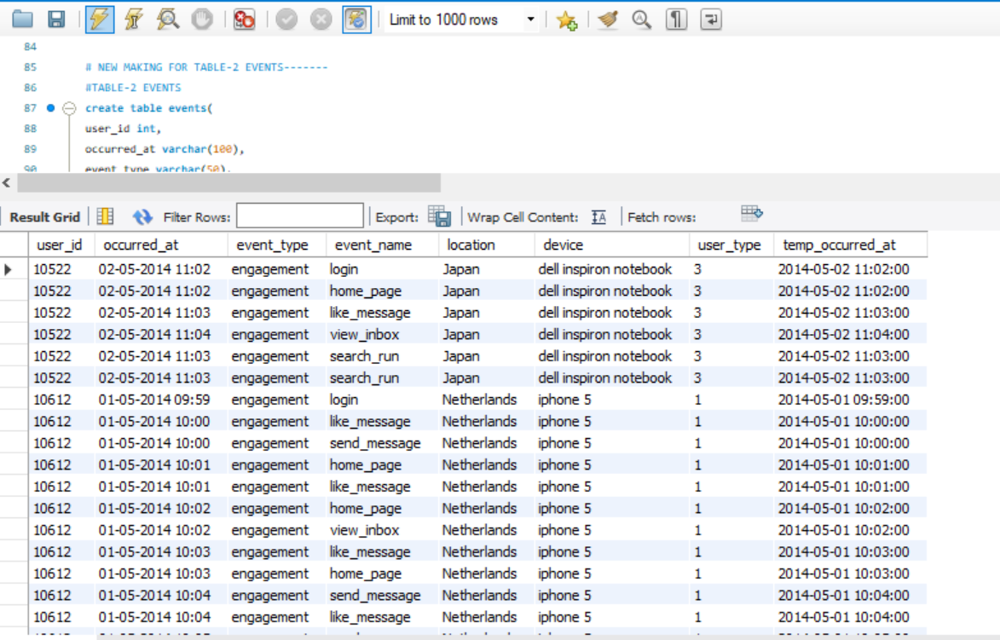 Limit to 1000 rows
84
85 # NEW MAKING FOR TABLE-2 EVENTS-------
86 #TABLE-2 EVENTS
87 create table events(
88 user_id int,
89 occurred_at varchar(100),
90 event_type varchar(50),
Result Grid Filter Rows: Export: Wrap Cell Content: Fetch rows:
user_id occurred_at event_type event_name location device user_type temp_occurred_at
10522 02-05-2014 11:02 engagement login Japan dell inspiron notebook 3 2014-05-02 11:02:00
10522 02-05-2014 11:02 engagement home_page Japan dell inspiron notebook 3 2014-05-02 11:02:00
10522 02-05-2014 11:03 engagement like_message Japan dell inspiron notebook 3 2014-05-02 11:03:00
10522 02-05-2014 11:04 engagement view_inbox Japan dell inspiron notebook 3 2014-05-02 11:04:00
10522 02-05-2014 11:03 engagement search_run Japan dell inspiron notebook 3 2014-05-02 11:03:00
10522 02-05-2014 11:03 engagement search_run Japan dell inspiron notebook 3 2014-05-02 11:03:00
10612 01-05-2014 09:59 engagement login Netherlands iphone 5 1 2014-05-01 09:59:00
10612 01-05-2014 10:00 engagement like_message Netherlands iphone 5 1 2014-05-01 10:00:00
10612 01-05-2014 10:00 engagement send_message Netherlands iphone 5 1 2014-05-01 10:00:00
10612 01-05-2014 10:01 engagement home_page Netherlands iphone 5 1 2014-05-01 10:01:00
10612 01-05-2014 10:01 engagement like_message Netherlands iphone 5 1 2014-05-01 10:01:00
10612 01-05-2014 10:02 engagement home_page Netherlands iphone 5 1 2014-05-01 10:02:00
10612 01-05-2014 10:02 engagement view_inbox Netherlands iphone 5 1 2014-05-01 10:02:00
10612 01-05-2014 10:03 engagement like_message Netherlands iphone 5 1 2014-05-01 10:03:00
10612 01-05-2014 10:03 engagement home_page Netherlands iphone 5 1 2014-05-01 10:03:00
10612 01-05-2014 10:04 engagement send_message Netherlands iphone 5 1 2014-05-01 10:04:00
10612 01-05-2014 10:04 engagement like_message Netherlands iphone 5 1 2014-05-01 10:04:00